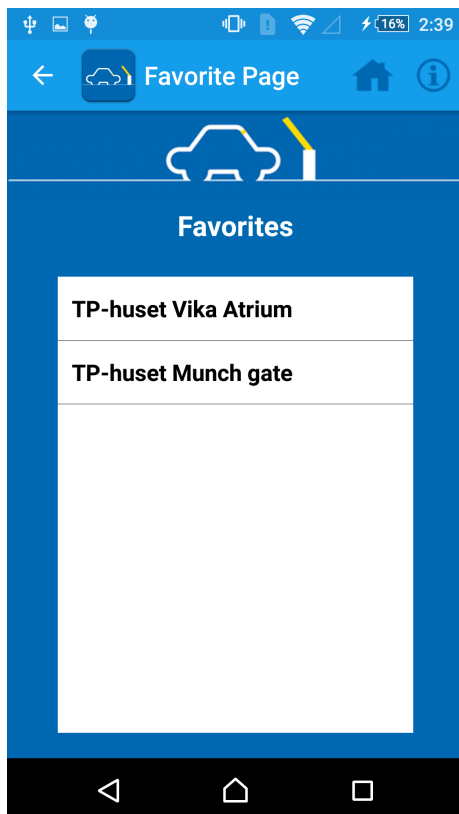 16% 2:39
Favorite Page
Favorites
TP-huset Vika Atrium
TP-huset Munch gate